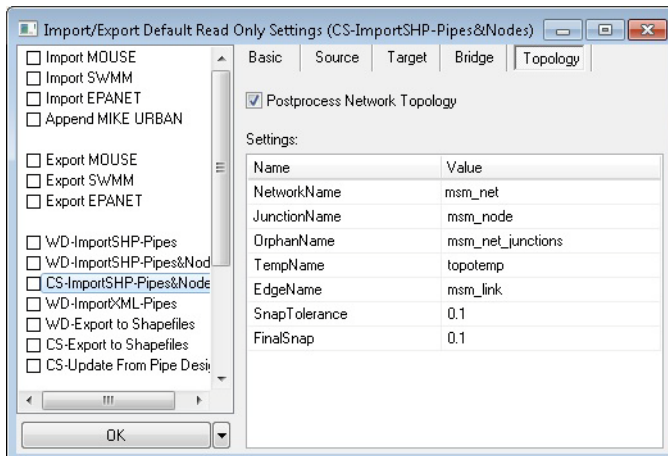 Import/Export Default Read Only Settings (CS-ImportSHP-Pipes&Nodes)
Import MOUSE
Import SWMM
Import EPANET
Append MIKE URBAN
Export MOUSE
Export SWMM
Export EPANET
WD-ImportSHP-Pipes
WD-ImportSHP-Pipes&Nod
CS-ImportSHP-Pipes&Node
WD-ImportXML-Pipes
WD-Export to Shapefiles
CS-Export to Shapefiles
CS-Update From Pipe Desi
OK
Basic Source Target Bridge Topology
Postprocess Network Topology
Settings:
Name Value
NetworkName msm_net
JunctionName msm_node
OrphanName msm_net_junctions
TempName topotemp
EdgeName msm_link
SnapTolerance 0.1
FinalSnap 0.1